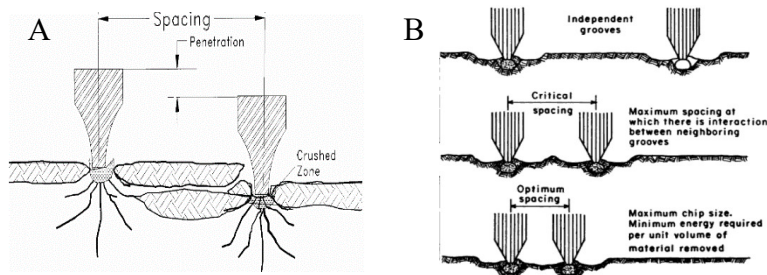 A
Spacing
Penetration
Crushed
Zone
B
Independent
grooves
Critical
spacing
Maximum spacing at
which there is interaction
between neighboring
grooves
Optimum
spacing
Maximum chip size.
Minimum energy required
per unit volume of
material removed